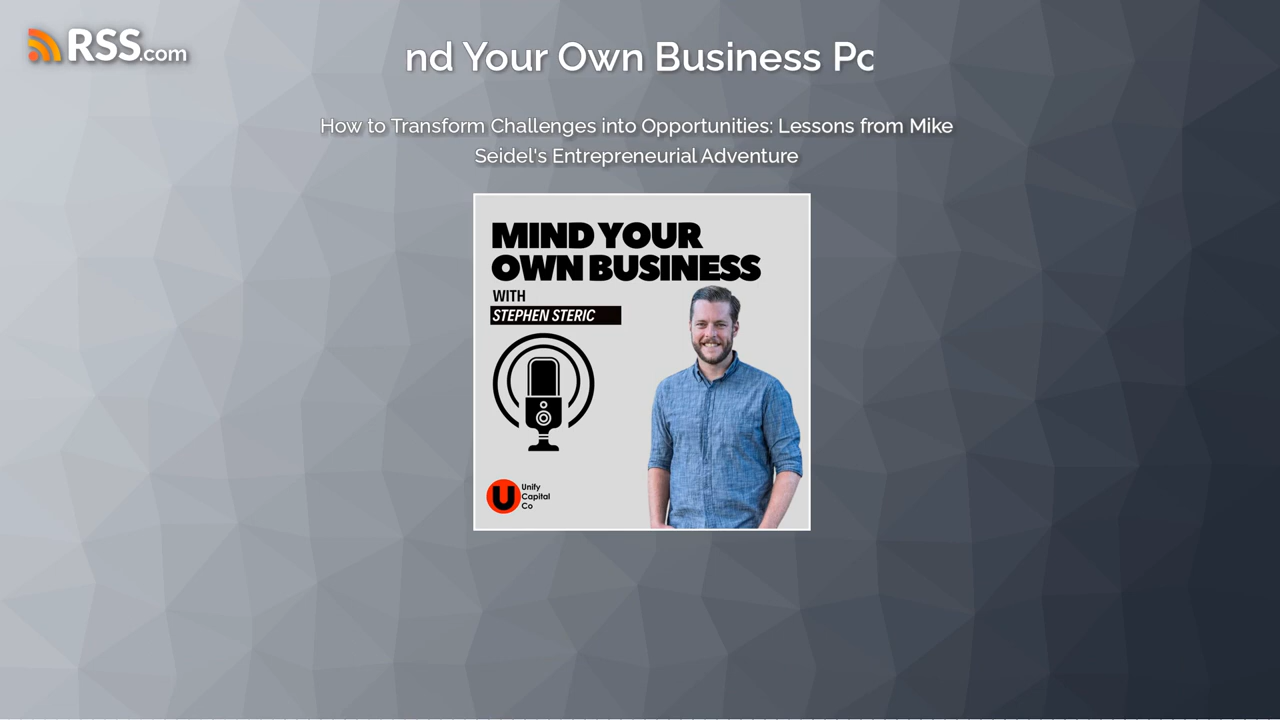 RSS.com
nd Your Own Business Po
How to Transform Challenges into Opportunities: Lessons from Mike
Seidel's Entrepreneurial Adventure
MIND YOUR
OWN BUSINESS
WITH
STEPHEN STERIC
U
Unify
Capital
Co